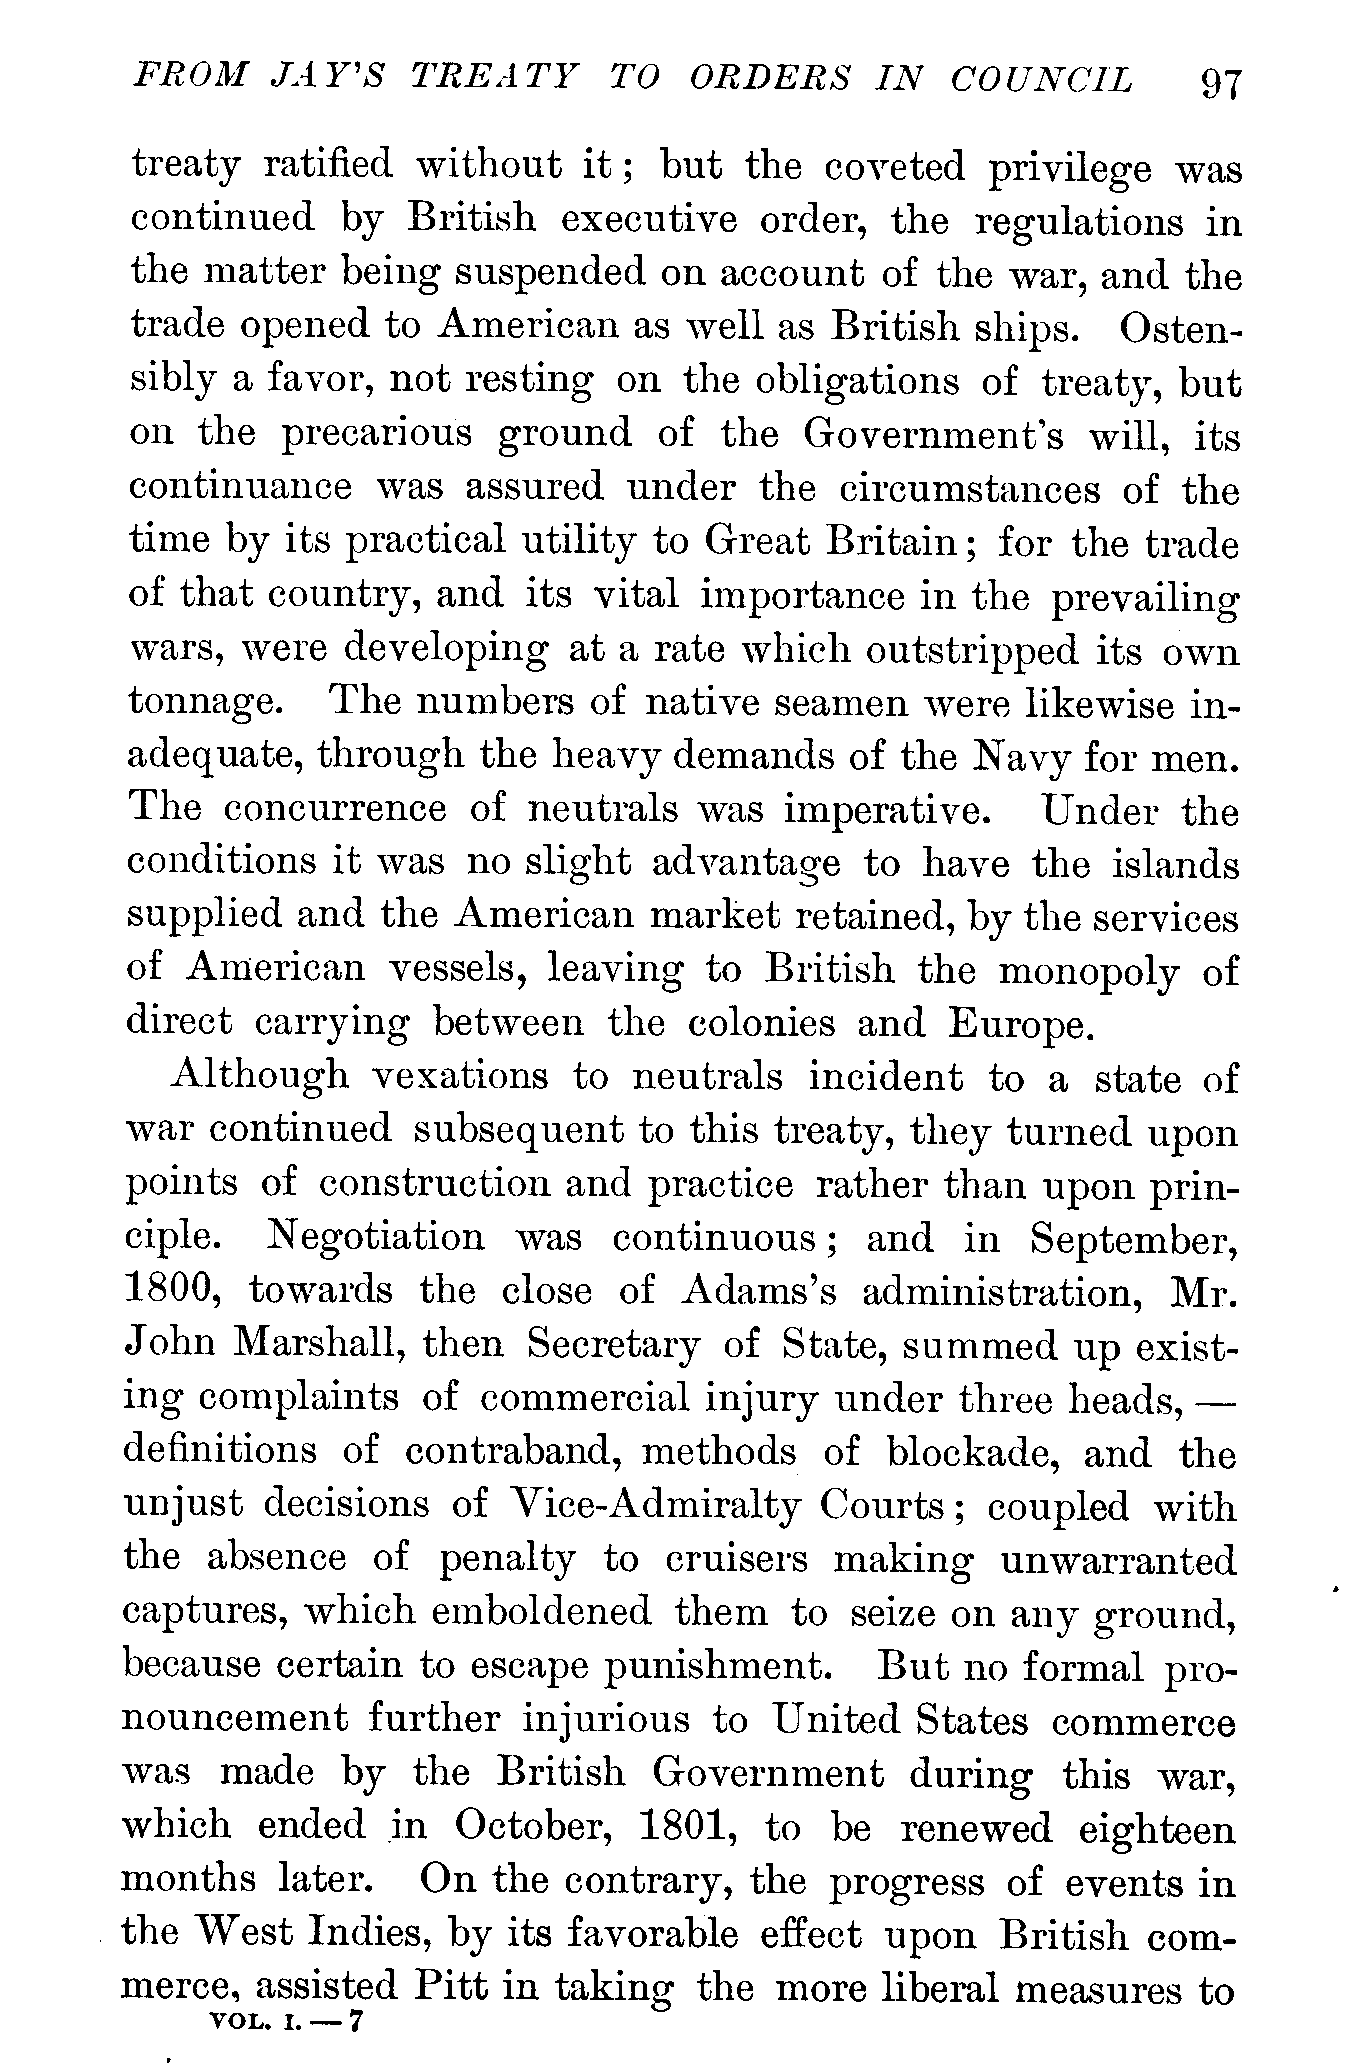 FROM JAY'S TREATY TO ORDERS IN COUNCIL 97
treaty ratified without it; but the coveted privilege was
continued by British executive order, the regulations in
the matter being suspended on account of the war, and the
trade opened to American as well as British ships. Osten-
sibly a favor, not resting on the obligations of treaty, but
on the precarious ground of the Government's will, its
continuance was assured under the circumstances of the
time by its practical utility to Great Britain; for the trade
of that country, and its vital importance in the prevailing
wars, were developing at a rate which outstripped its own
tonnage. The numbers of native seamen were likewise in-
adequate, through the heavy demands of the Navy for men.
The concurrence of neutrals was imperative. Under the
conditions it was no slight advantage to have the islands
supplied and the American market retained, by the services
of American vessels, leaving to British the monopoly of
direct carrying between the colonies and Europe.
Although vexations to neutrals incident to a state of
war continued subsequent to this treaty, they turned upon
points of construction and practice rather than upon prin-
ciple. Negotiation was continuous; and in September,
1800, towards the close of Adams's administration, Mr.
John Marshall, then Secretary of State, summed up exist-
ing complaints of commercial injury under three heads, —
definitions of contraband, methods of blockade, and the
unjust decisions of Vice-Admiralty Courts; coupled with
the absence of penalty to cruisers making unwarranted
captures, which emboldened them to seize on any ground,
because certain to escape punishment. But no formal pro-
nouncement further injurious to United States commerce
was made by the British Government during this war,
which ended in October, 1801, to be renewed eighteen
months later. On the contrary, the progress of events in
the West Indies, by its favorable effect upon British com-
merce, assisted Pitt in taking the more liberal measures to
VOL. I. — 7